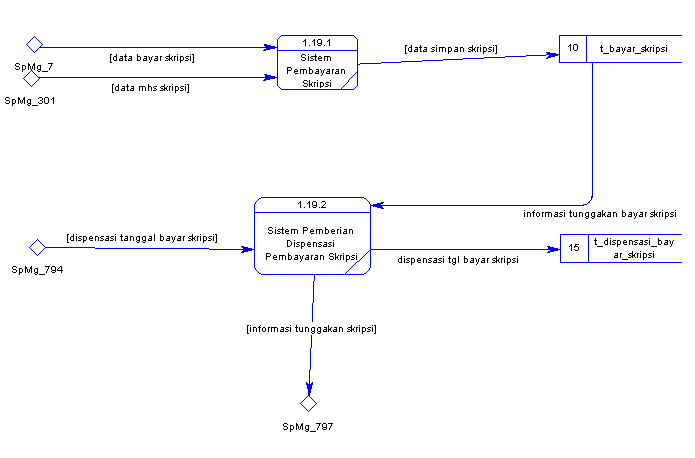 1.19.1
Sistem
Pembayaran
Skripsi
[data bayar skripsi]
SpMg_7
[data mhs skripsi]
SpMg_301
[data simpan skripsi]
10 t_bayar_skripsi
informasi tunggakan bayar skripsi
1.19.2
Sistem Pemberian
Dispensasi
Pembayaran Skripsi
[dispensasi tanggal bayar skripsi]
SpMg_794
dispensasi tgl bayar skripsi
15 t_dispensasi_bay
ar_skripsi
[informasi tunggakan skripsi]
SpMg_797